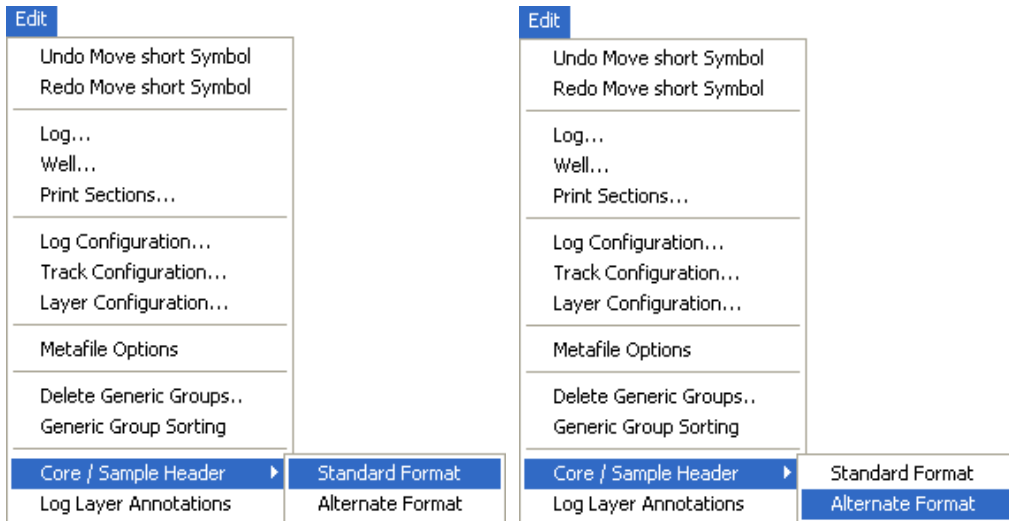 Edit
Undo Move short Symbol
Redo Move short Symbol
Log...
Well...
Print Sections...
Log Configuration...
Track Configuration...
Layer Configuration...
Metafile Options
Delete Generic Groups..
Generic Group Sorting
Core / Sample Header
Standard Format
Log Layer Annotations
Alternate Format
Edit
Undo Move short Symbol
Redo Move short Symbol
Log...
Well...
Print Sections...
Log Configuration...
Track Configuration...
Layer Configuration...
Metafile Options
Delete Generic Groups..
Generic Group Sorting
Core / Sample Header
Standard Format
Log Layer Annotations
Alternate Format